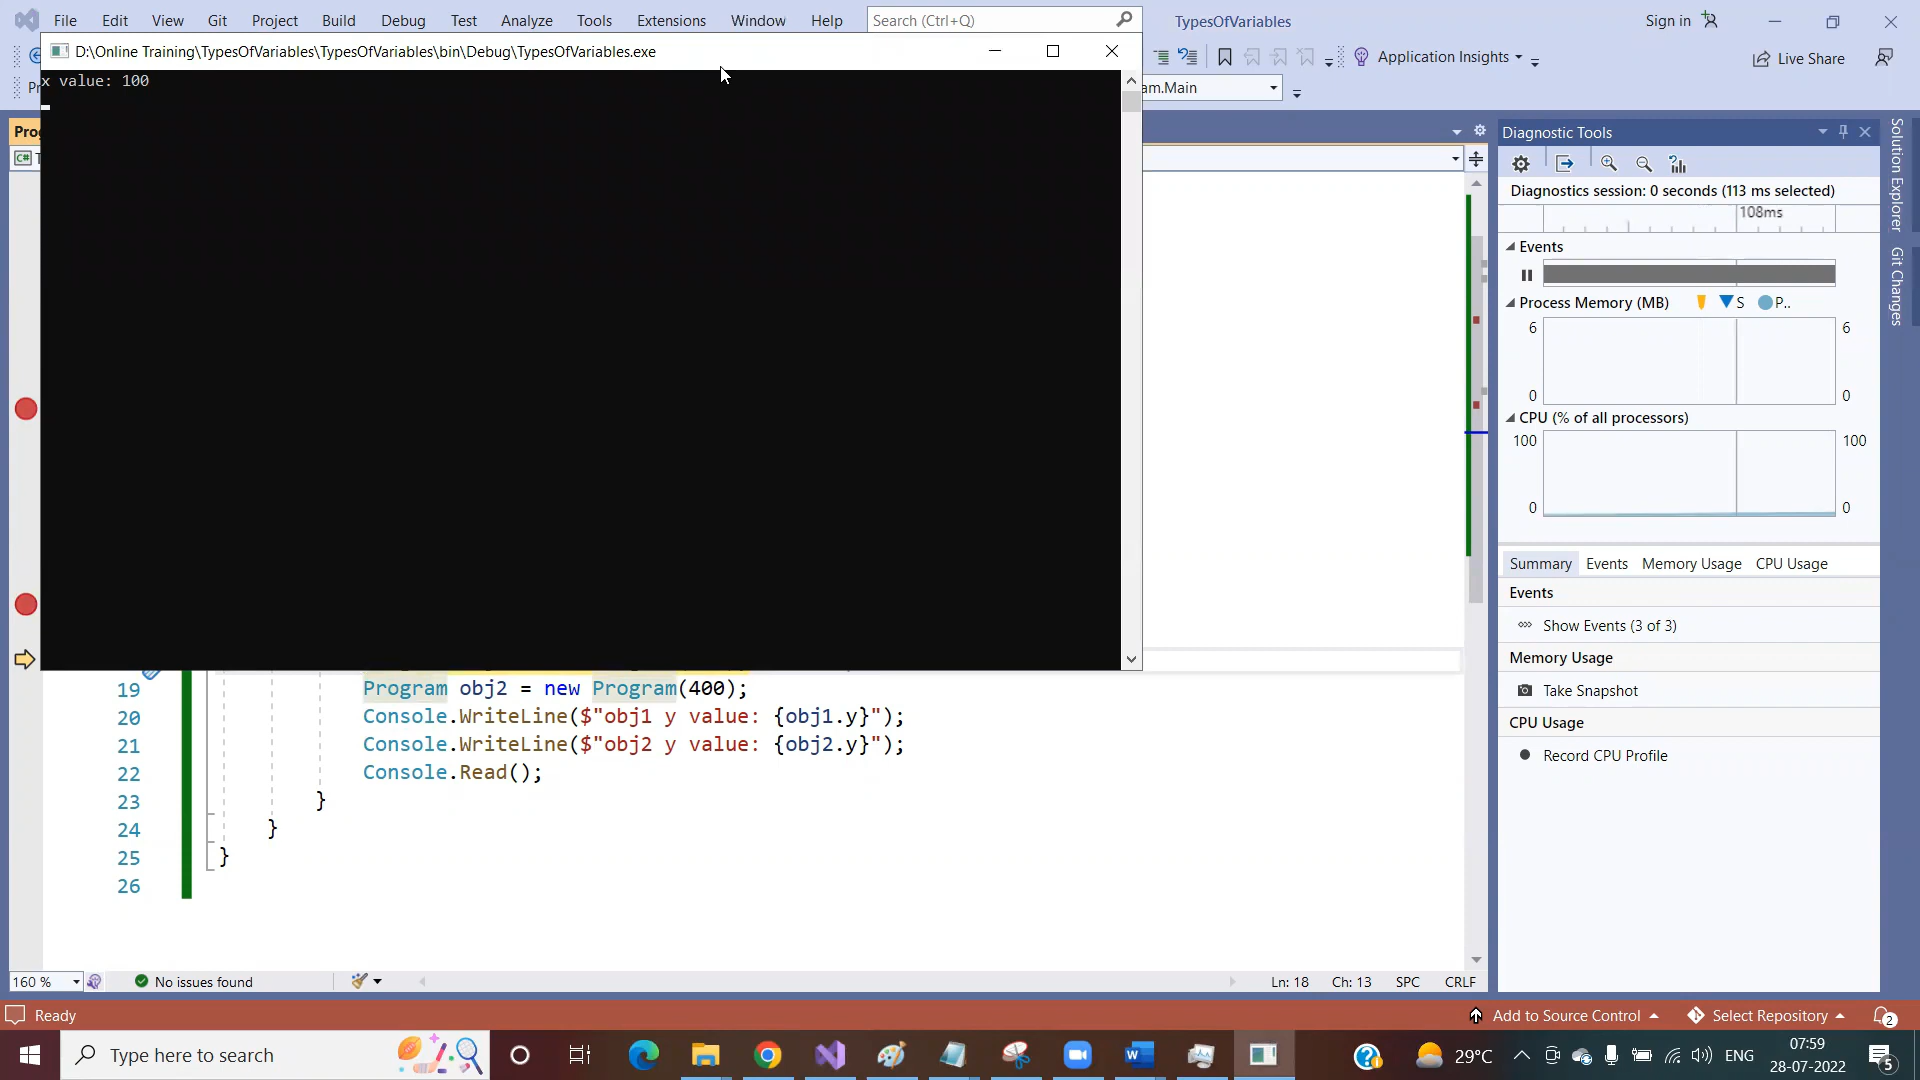 File Edit View Git Project Build Debug Test Analyze Tools Extensions Window Help Search (Ctrl+Q) TypesOfVariables Sign in
D:\Online Training\TypesOfVariables\TypesOfVariables\bin\Debug\TypesOfVariables.exe
Application Insights Live Share
x value: 100
am.Main
Prog
C#
Diagnostic Tools
Diagnostics session: 0 seconds (113 ms selected)
108ms
Events
Process Memory (MB) S P..
6 6
0 0
CPU (% of all processors)
100 100
0 0
Summary Events Memory Usage CPU Usage
Events
Show Events (3 of 3)
Memory Usage
Take Snapshot
CPU Usage
Record CPU Profile
Solution Explorer
Git Changes
19 Program obj2 = new Program(400);
20 Console.WriteLine($"obj1 y value: {obj1.y}");
21 Console.WriteLine($"obj2 y value: {obj2.y}");
22 Console.Read();
23 }
24 }
25 }
26
160 % No issues found Ln: 18 Ch: 13 SPC CRLF
Ready Add to Source Control Select Repository 2
Type here to search 29°C ENG 07:59
28-07-2022 5